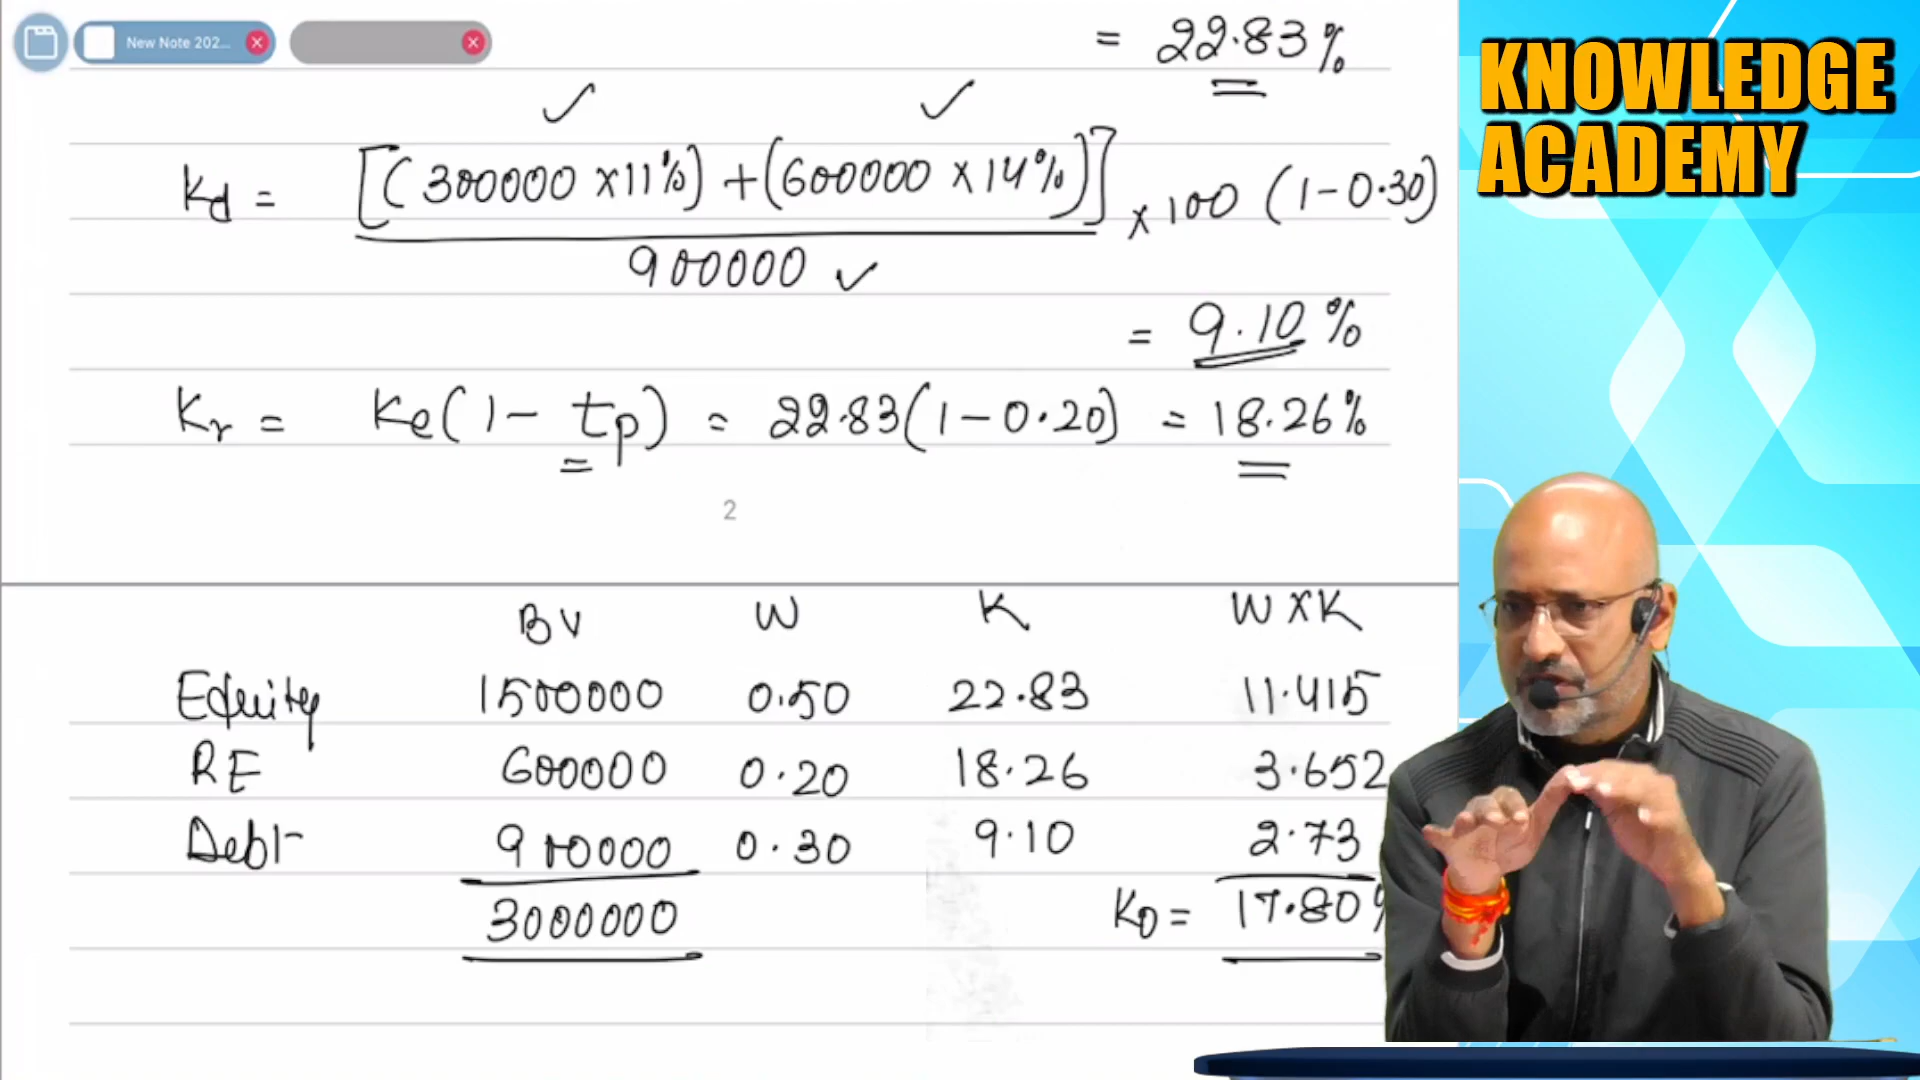 New Note 202...
= 22.83%
Kd = [(300000 x11%) + (600000 x14%)] x100 (1-0.30)
900000
= 9.10 %
Kr = Ke(1- tp) = 22.83(1-0.20) = 18.26%
2
BV W K W X K
Equity 1500000 0.50 22.83 11.415
RE 600000 0.20 18.26 3.652
Debt 900000 0.30 9.10 2.73
3000000 KO = 17.80%
KNOWLEDGE
ACADEMY